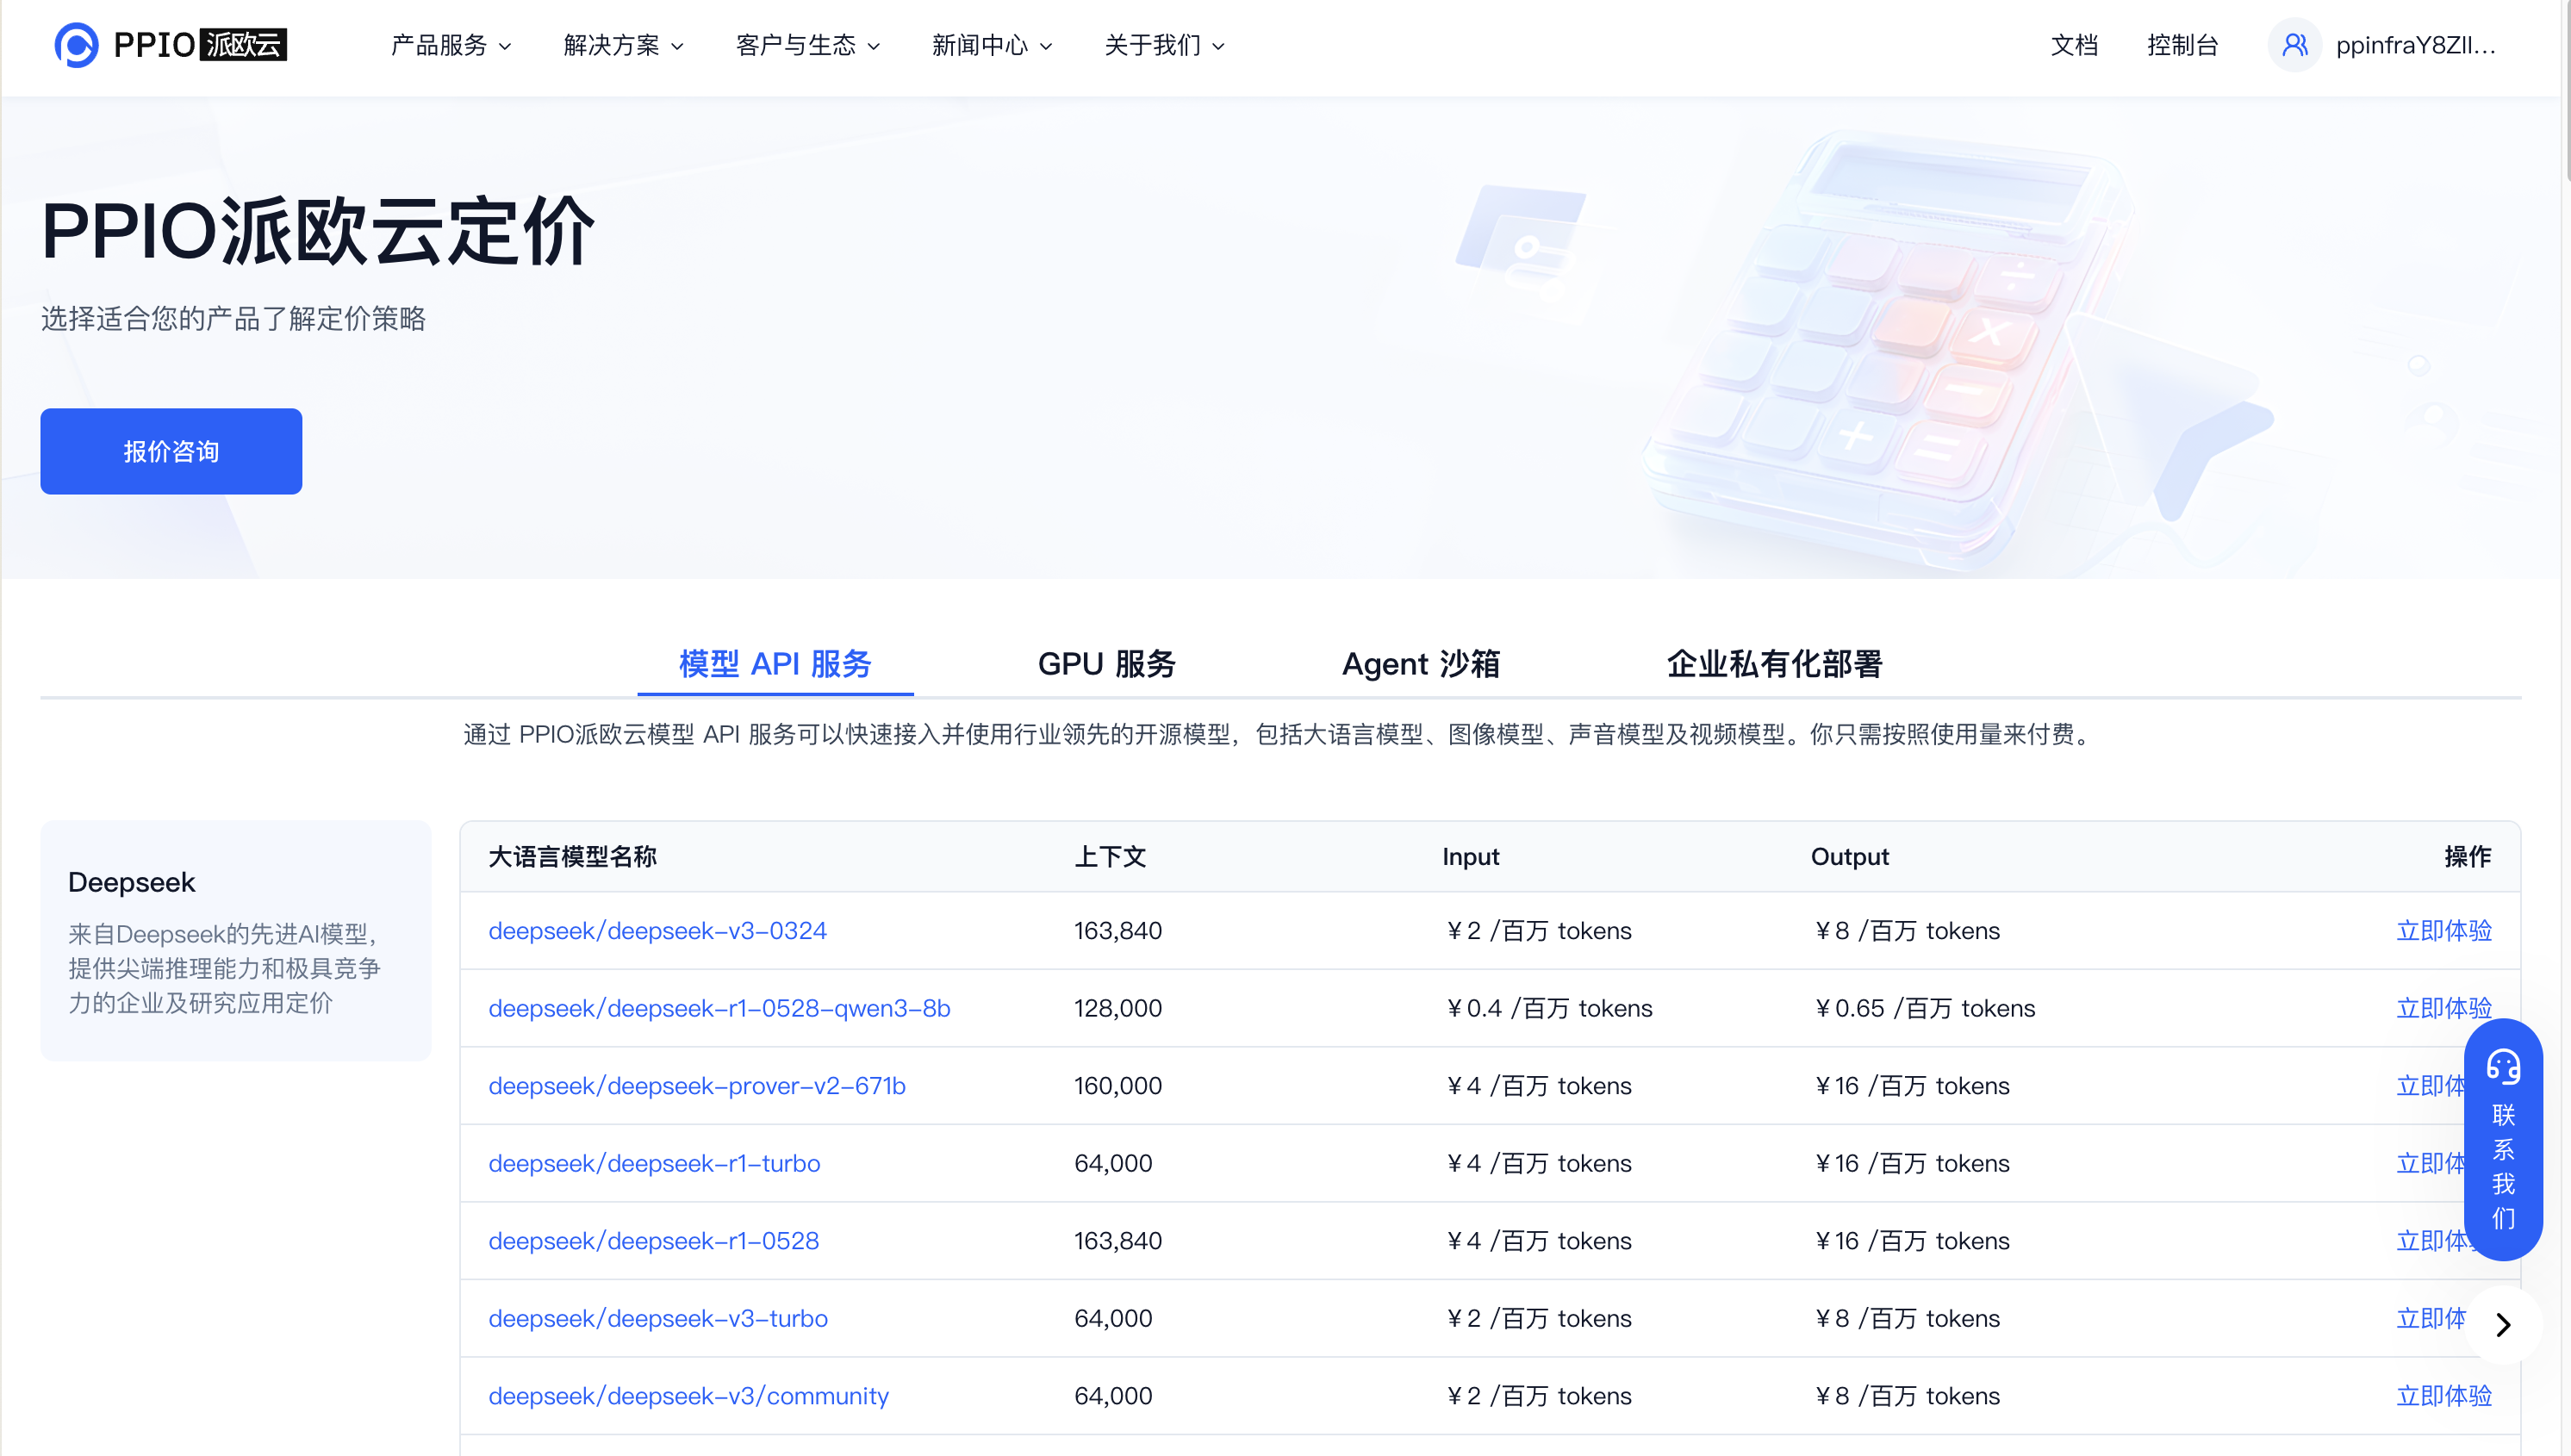 PPIO派欧云
产品服务
解决方案
客户与生态
新闻中心
关于我们
文档
控制台
ppinfraY8ZII...
PPIO派欧云定价
选择适合您的产品了解定价策略
报价咨询
模型 API 服务
GPU 服务
Agent 沙箱
企业私有化部署
通过 PPIO派欧云模型 API 服务可以快速接入并使用行业领先的开源模型，包括大语言模型、图像模型、声音模型及视频模型。你只需按照使用量来付费。
Deepseek
来自Deepseek的先进AI模型，
提供尖端推理能力和极具竞争
力的企业及研究应用定价
大语言模型名称 上下文 Input Output 操作
deepseek/deepseek-v3-0324 163,840 ¥2 /百万 tokens ¥8 /百万 tokens 立即体验
deepseek/deepseek-r1-0528-qwen3-8b 128,000 ¥0.4 /百万 tokens ¥0.65 /百万 tokens 立即体验
deepseek/deepseek-prover-v2-671b 160,000 ¥4 /百万 tokens ¥16 /百万 tokens 立即体
deepseek/deepseek-r1-turbo 64,000 ¥4 /百万 tokens ¥16 /百万 tokens 立即体
deepseek/deepseek-r1-0528 163,840 ¥4 /百万 tokens ¥16 /百万 tokens 立即体验
deepseek/deepseek-v3-turbo 64,000 ¥2 /百万 tokens ¥8 /百万 tokens 立即体
deepseek/deepseek-v3/community 64,000 ¥2 /百万 tokens ¥8 /百万 tokens 立即体验
联
系
我
们